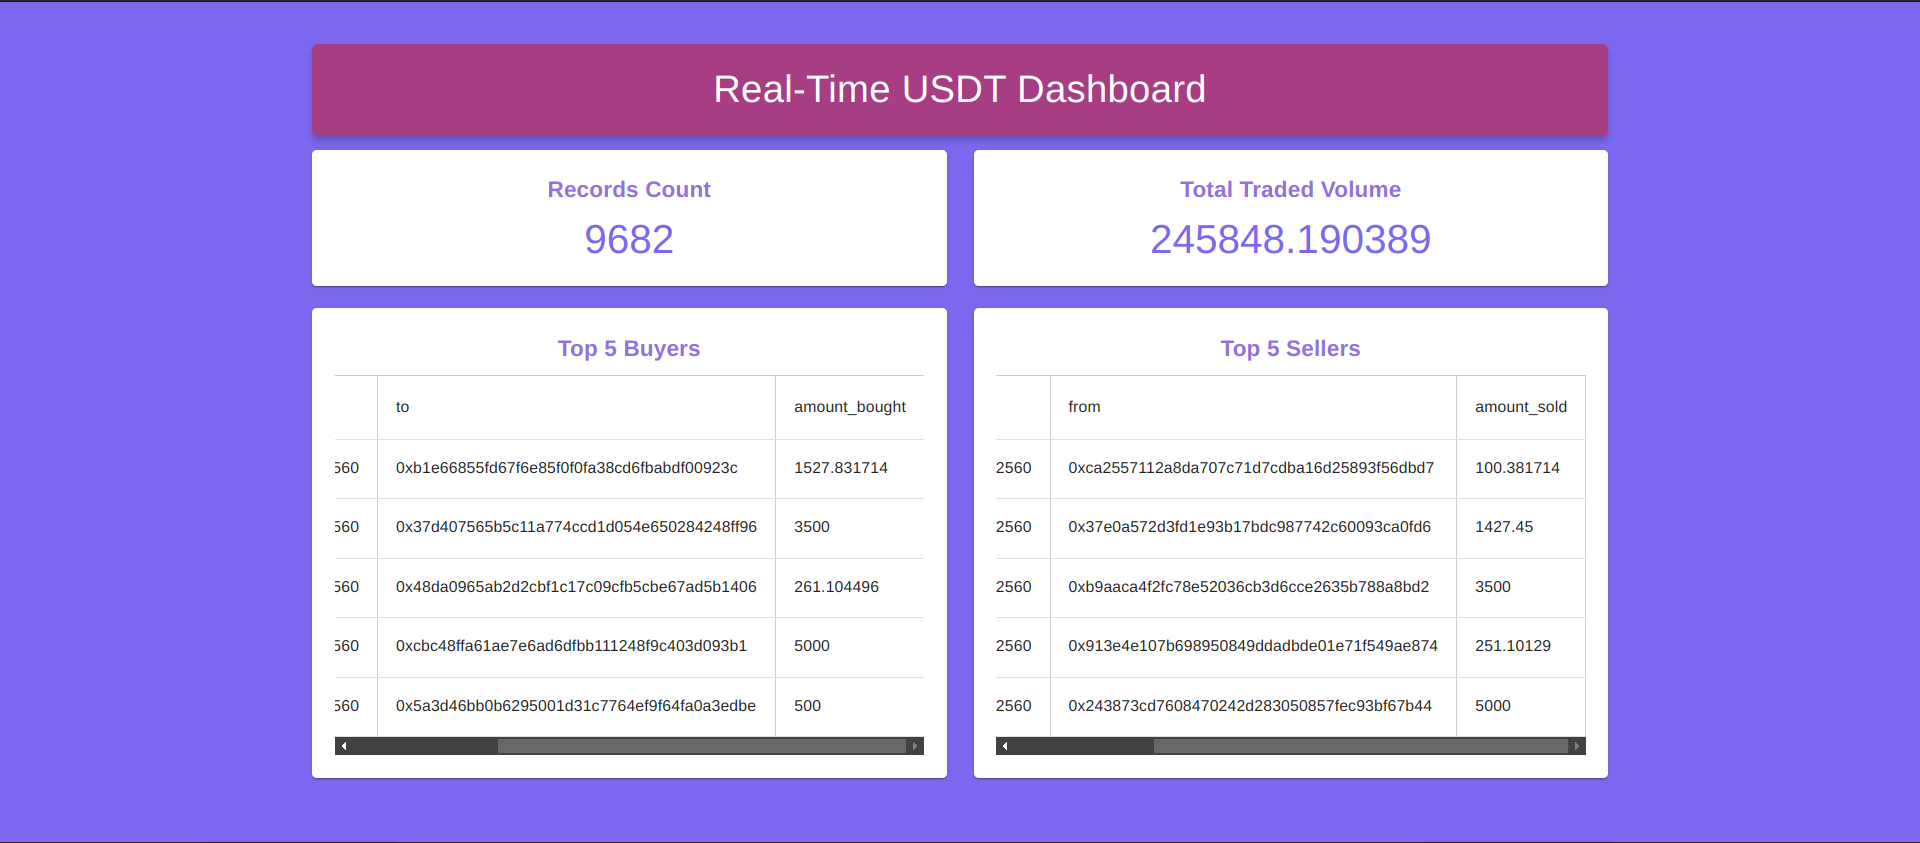 Real-Time USDT Dashboard
Records Count
9682
Total Traded Volume
245848.190389
Top 5 Buyers
to amount_bought
560 0xb1e66855fd67f6e85f0f0fa38cd6fbabdf00923c 1527.831714
560 0x37d407565b5c11a774ccd1d054e650284248ff96 3500
560 0x48da0965ab2d2cbf1c17c09cfb5cbe67ad5b1406 261.104496
560 0xcbc48ffa61ae7e6ad6dfbb111248f9c403d093b1 5000
560 0x5a3d46bb0b6295001d31c7764ef9f64fa0a3edbe 500
Top 5 Sellers
from amount_sold
2560 0xca2557112a8da707c71d7cdba16d25893f56dbd7 100.381714
2560 0x37e0a572d3fd1e93b17bdc987742c60093ca0fd6 1427.45
2560 0xb9aaca4f2fc78e52036cb3d6cce2635b788a8bd2 3500
2560 0x913e4e107b698950849ddadbde01e71f549ae874 251.10129
2560 0x243873cd7608470242d283050857fec93bf67b44 5000